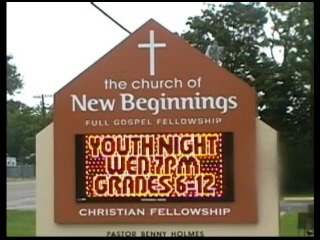 the church of
New Beginnings
FULL GOSPEL FELLOWSHIP
YOUTH NIGHT
WED 7PM
GRADES 6-12
CHRISTIAN FELLOWSHIP
PASTOR BENNY HOLMES